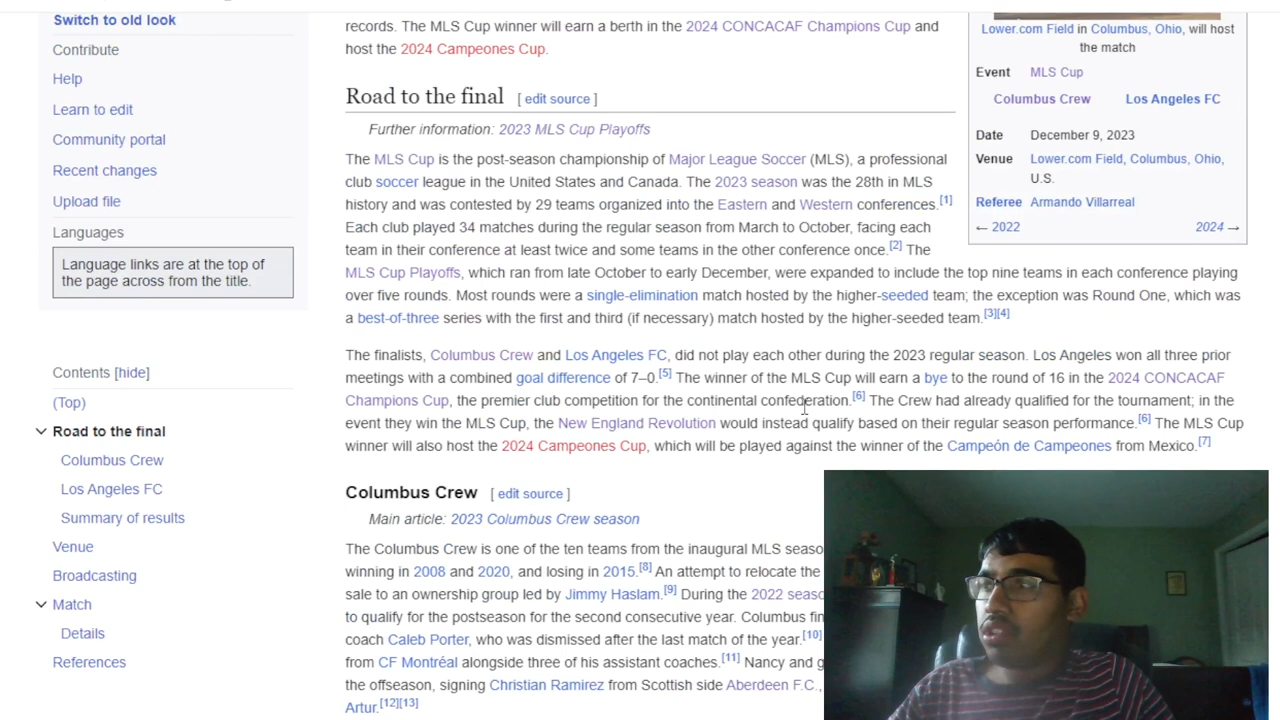 Switch to old look
Contribute
Help
Learn to edit
Community portal
Recent changes
Upload file
Languages
Language links are at the top of
the page across from the title.
Contents [hide]
(Top)
Road to the final
Columbus Crew
Los Angeles FC
Summary of results
Venue
Broadcasting
Match
Details
References
records. The MLS Cup winner will earn a berth in the 2024 CONCACAF Champions Cup and
host the 2024 Campeones Cup.
Road to the final [ edit source ]
Further information: 2023 MLS Cup Playoffs
The MLS Cup is the post-season championship of Major League Soccer (MLS), a professional
club soccer league in the United States and Canada. The 2023 season was the 28th in MLS
history and was contested by 29 teams organized into the Eastern and Western conferences.[1]
Each club played 34 matches during the regular season from March to October, facing each
team in their conference at least twice and some teams in the other conference once.[2] The
MLS Cup Playoffs, which ran from late October to early December, were expanded to include the top nine teams in each conference playing
over five rounds. Most rounds were a single-elimination match hosted by the higher-seeded team; the exception was Round One, which was
a best-of-three series with the first and third (if necessary) match hosted by the higher-seeded team.[3][4]
The finalists, Columbus Crew and Los Angeles FC, did not play each other during the 2023 regular season. Los Angeles won all three prior
meetings with a combined goal difference of 7–0.[5] The winner of the MLS Cup will earn a bye to the round of 16 in the 2024 CONCACAF
Champions Cup, the premier club competition for the continental confederation.[6] The Crew had already qualified for the tournament; in the
event they win the MLS Cup, the New England Revolution would instead qualify based on their regular season performance.[6] The MLS Cup
winner will also host the 2024 Campeones Cup, which will be played against the winner of the Campeón de Campeones from Mexico.[7]
Columbus Crew [ edit source ]
Main article: 2023 Columbus Crew season
The Columbus Crew is one of the ten teams from the inaugural MLS seaso
winning in 2008 and 2020, and losing in 2015.[8] An attempt to relocate the
sale to an ownership group led by Jimmy Haslam.[9] During the 2022 seaso
to qualify for the postseason for the second consecutive year. Columbus fin
coach Caleb Porter, who was dismissed after the last match of the year.[10]
from CF Montréal alongside three of his assistant coaches.[11] Nancy and g
the offseason, signing Christian Ramirez from Scottish side Aberdeen F.C.,
Artur.[12][13]
Lower.com Field in Columbus, Ohio, will host
the match
Event MLS Cup
Columbus Crew Los Angeles FC
Date December 9, 2023
Venue Lower.com Field, Columbus, Ohio,
U.S.
Referee Armando Villarreal
← 2022 2024 →